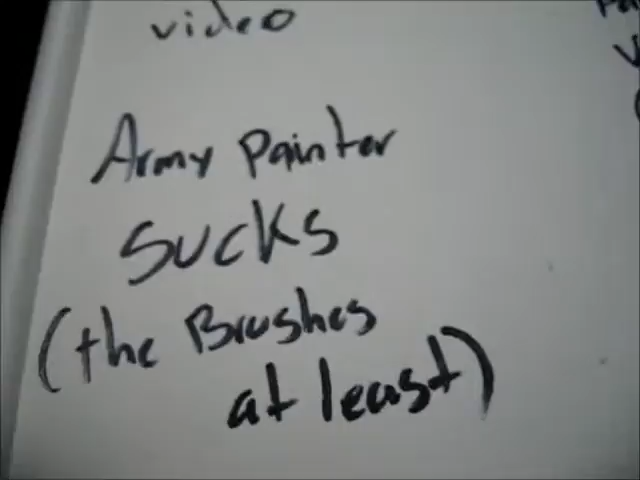 video
Army Painter
SUCKS
(the Brushes
at least)